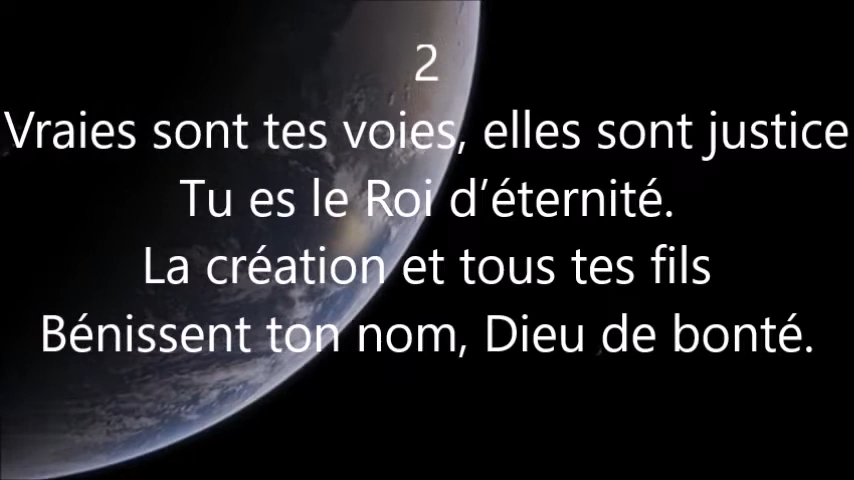 2
Vraies sont tes voies, elles sont justice
Tu es le Roi d’éternité.
La création et tous tes fils
Bénissent ton nom, Dieu de bonté.